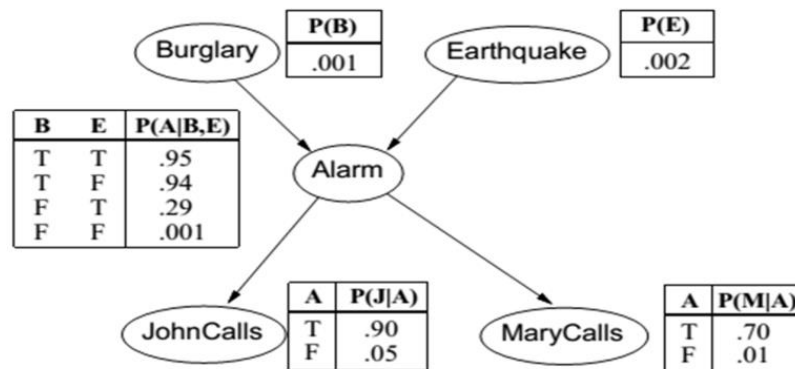 Burglary
P(B)
.001
Earthquake
P(E)
.002
B E P(A|B,E)
T T .95
T F .94
F T .29
F F .001
Alarm
JohnCalls
A P(J|A)
T .90
F .05
MaryCalls
A P(M|A)
T .70
F .01